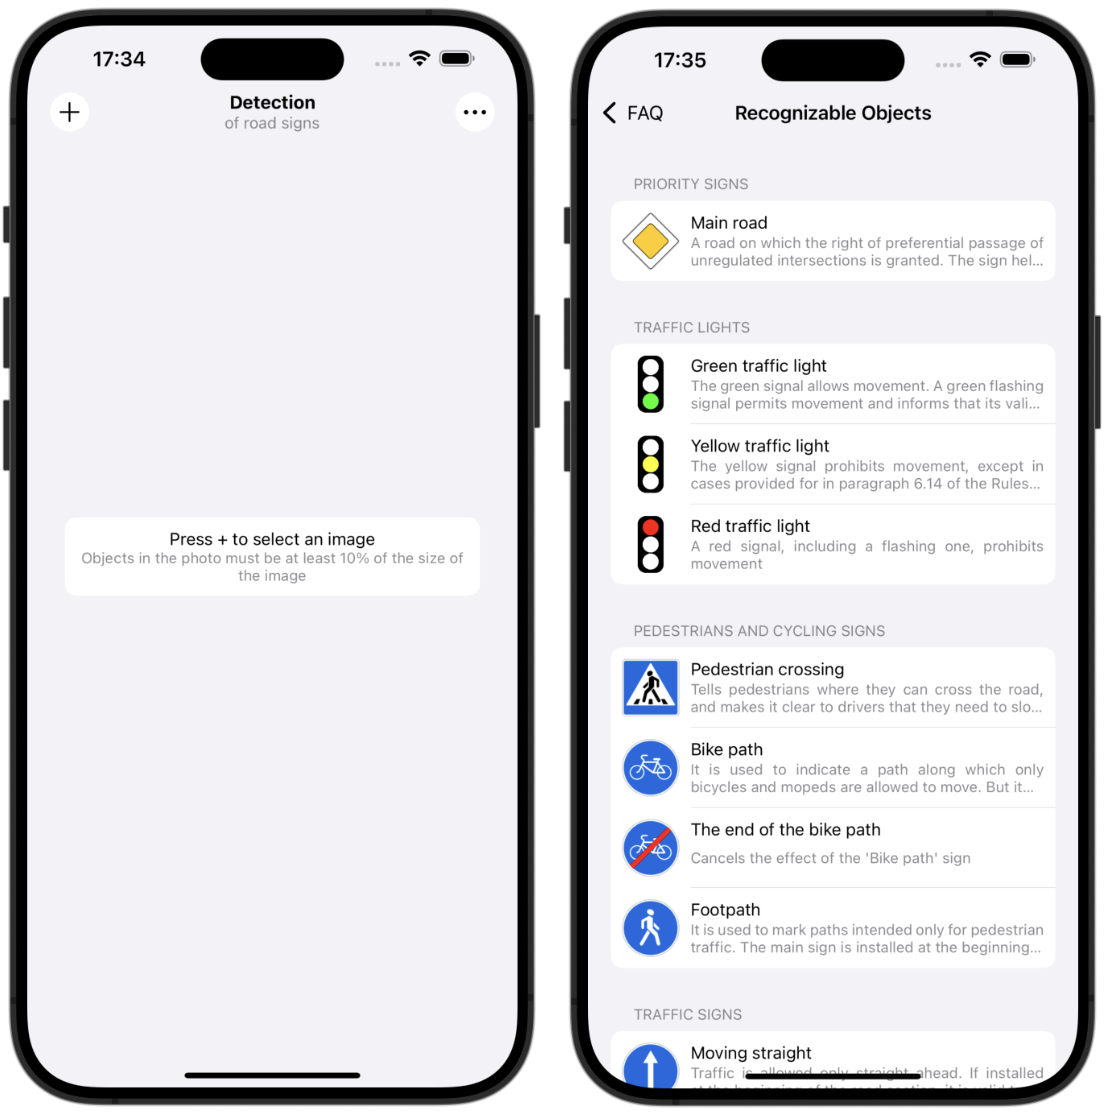 17:34
Detection
of road signs
Press + to select an image
Objects in the photo must be at least 10% of the size of
the image
17:35
FAQ
Recognizable Objects
PRIORITY SIGNS
Main road
A road on which the right of preferential passage of
unregulated intersections is granted. The sign hel...
TRAFFIC LIGHTS
Green traffic light
The green signal allows movement. A green flashing
signal permits movement and informs that its vali...
Yellow traffic light
The yellow signal prohibits movement, except in
cases provided for in paragraph 6.14 of the Rules...
Red traffic light
A red signal, including a flashing one, prohibits
movement
PEDESTRIANS AND CYCLING SIGNS
Pedestrian crossing
Tells pedestrians where they can cross the road,
and makes it clear to drivers that they need to slo...
Bike path
It is used to indicate a path along which only
bicycles and mopeds are allowed to move. But it...
The end of the bike path
Cancels the effect of the 'Bike path' sign
Footpath
It is used to mark paths intended only for pedestrian
traffic. The main sign is installed at the beginning...
TRAFFIC SIGNS
Moving straight
Traffic is allowed only straight ahead. If installed